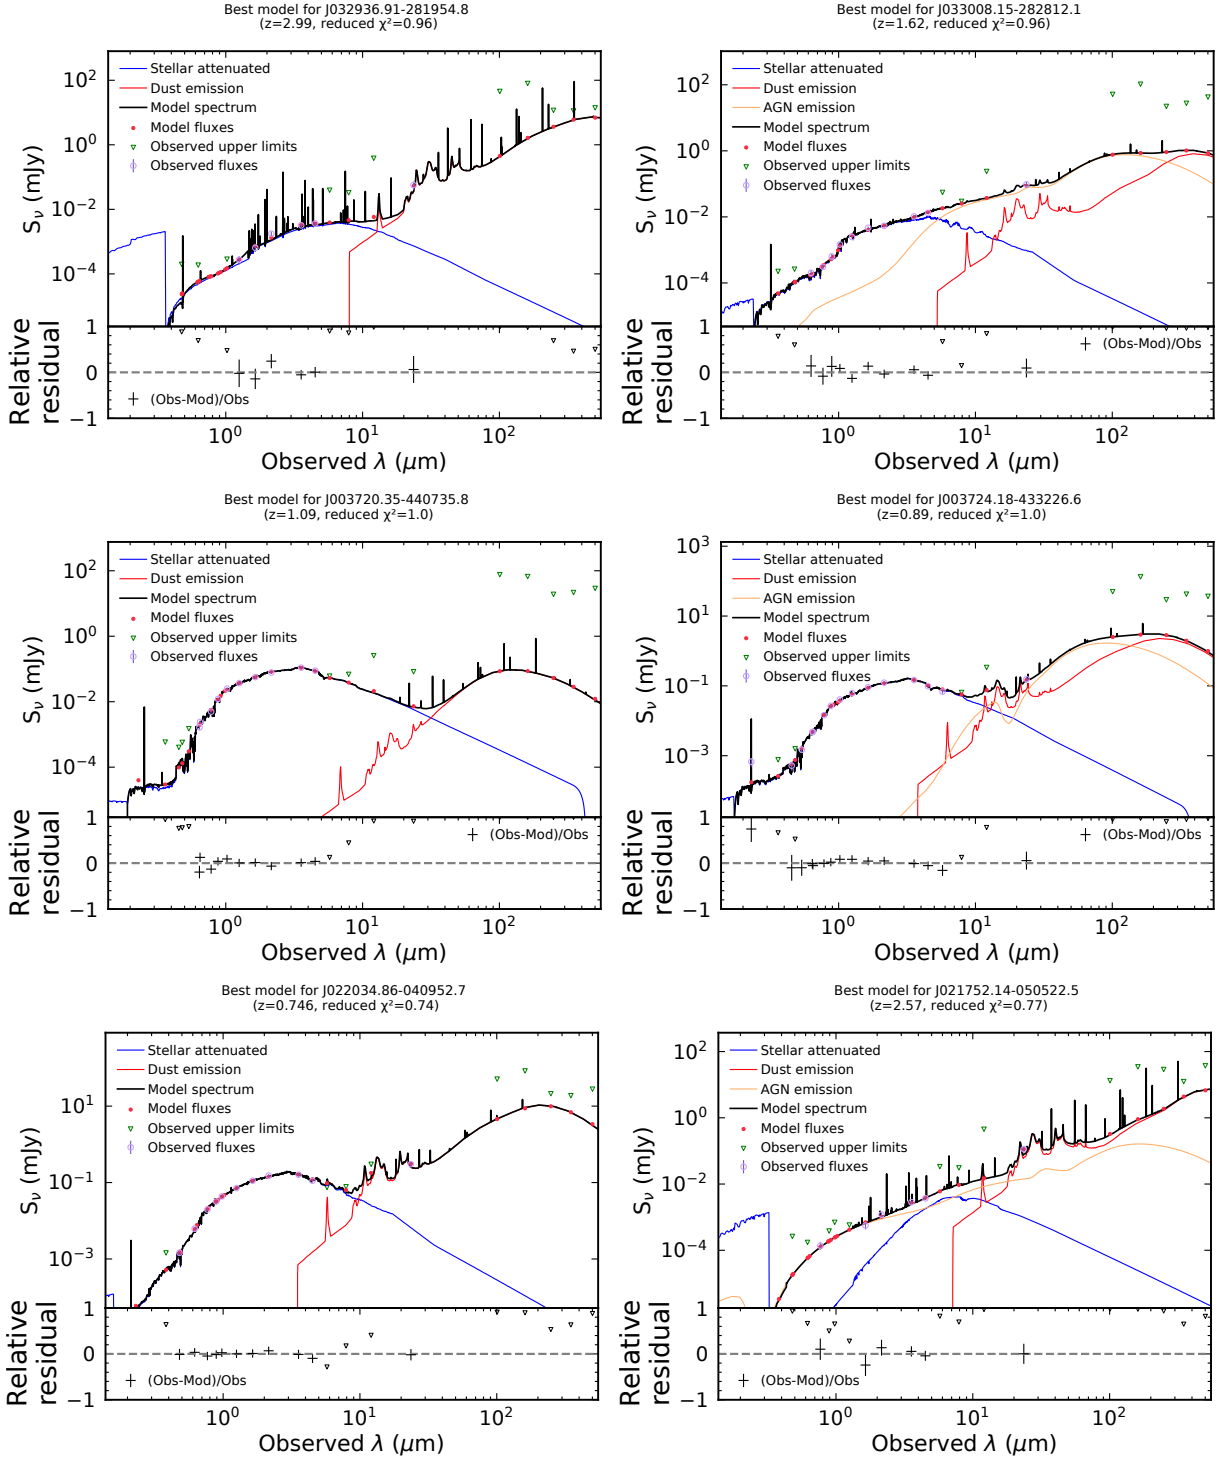 Best model for J032936.91-281954.8
(z=2.99, reduced χ²=0.96)
Stellar attenuated
Dust emission
Model spectrum
Model fluxes
Observed upper limits
Observed fluxes
10² 10⁰ 10⁻² 10⁻⁴
Sν (mJy)
1 0 −1
Relative residual
(Obs-Mod)/Obs
10⁰ 10¹ 10²
Observed λ (μm)
Best model for J033008.15-282812.1
(z=1.62, reduced χ²=0.96)
Stellar attenuated
Dust emission
AGN emission
Model spectrum
Model fluxes
Observed upper limits
Observed fluxes
10² 10⁰ 10⁻² 10⁻⁴
Sν (mJy)
1 0 −1
Relative residual
(Obs-Mod)/Obs
10⁰ 10¹ 10²
Observed λ (μm)
Best model for J003720.35-440735.8
(z=1.09, reduced χ²=1.0)
Stellar attenuated
Dust emission
Model spectrum
Model fluxes
Observed upper limits
Observed fluxes
10² 10⁰ 10⁻² 10⁻⁴
Sν (mJy)
1 0 −1
Relative residual
(Obs-Mod)/Obs
10⁰ 10¹ 10²
Observed λ (μm)
Best model for J003724.18-433226.6
(z=0.89, reduced χ²=1.0)
Stellar attenuated
Dust emission
AGN emission
Model spectrum
Model fluxes
Observed upper limits
Observed fluxes
10³ 10¹ 10⁻¹ 10⁻³
Sν (mJy)
1 0 −1
Relative residual
(Obs-Mod)/Obs
10⁰ 10¹ 10²
Observed λ (μm)
Best model for J022034.86-040952.7
(z=0.746, reduced χ²=0.74)
Stellar attenuated
Dust emission
Model spectrum
Model fluxes
Observed upper limits
Observed fluxes
10¹ 10⁻¹ 10⁻³
Sν (mJy)
1 0 −1
Relative residual
(Obs-Mod)/Obs
10⁰ 10¹ 10²
Observed λ (μm)
Best model for J021752.14-050522.5
(z=2.57, reduced χ²=0.77)
Stellar attenuated
Dust emission
AGN emission
Model spectrum
Model fluxes
Observed upper limits
Observed fluxes
10² 10⁰ 10⁻² 10⁻⁴
Sν (mJy)
1 0 −1
Relative residual
(Obs-Mod)/Obs
10⁰ 10¹ 10²
Observed λ (μm)